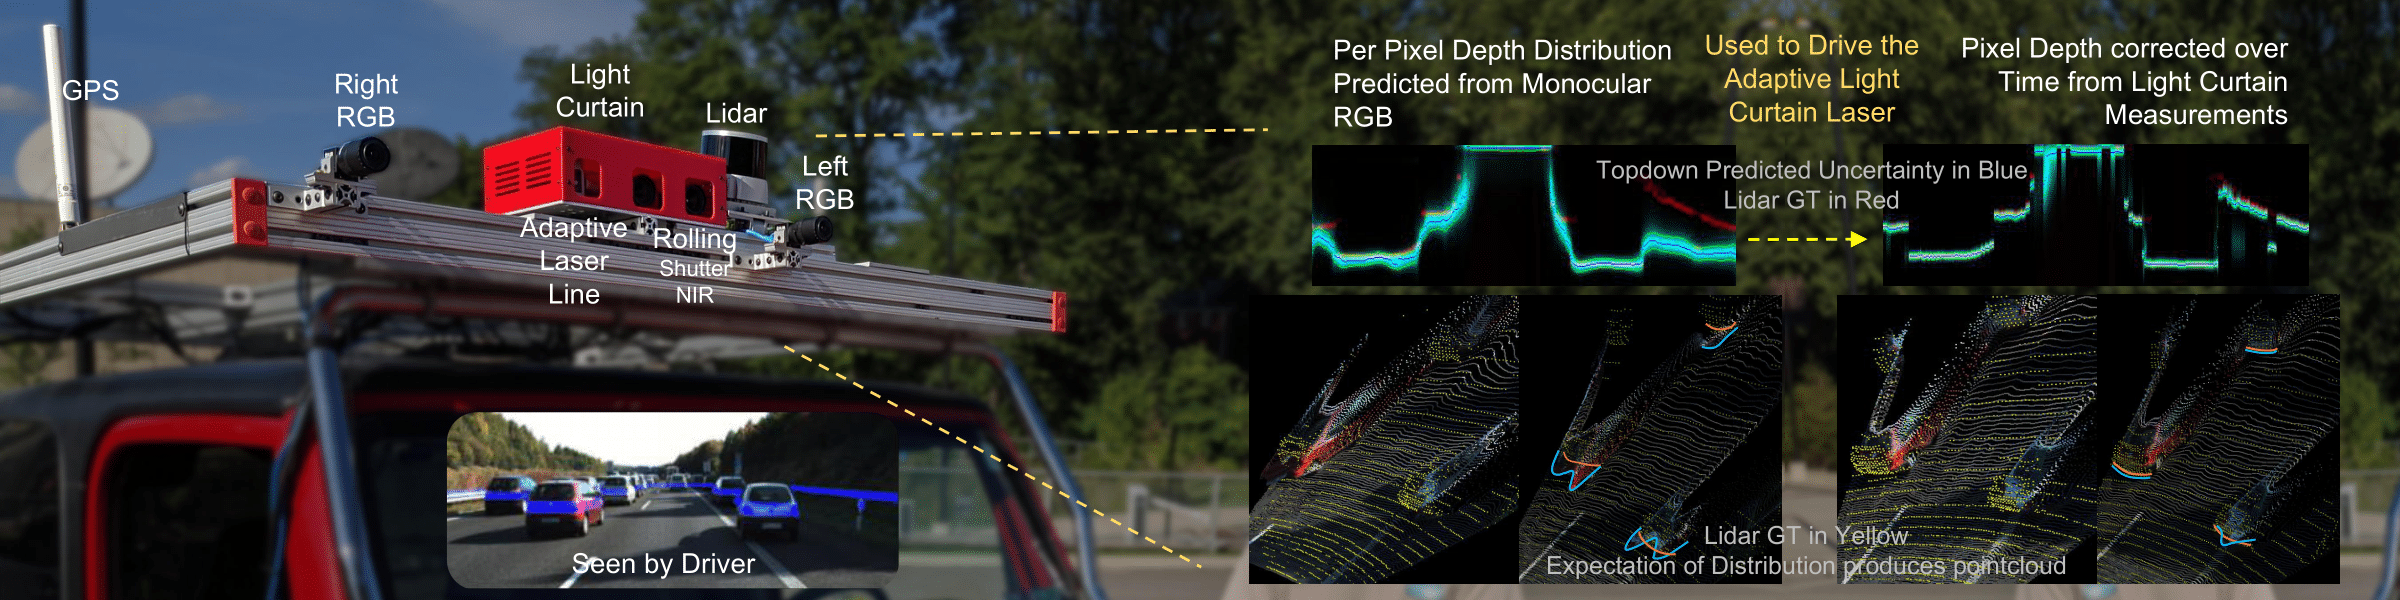 GPS
Right
RGB
Light
Curtain
Lidar
Left
RGB
Adaptive
Laser
Line
Rolling
Shutter
NIR
Seen by Driver
Per Pixel Depth Distribution
Predicted from Monocular
RGB
Used to Drive the
Adaptive Light
Curtain Laser
Pixel Depth corrected over
Time from Light Curtain
Measurements
Topdown Predicted Uncertainty in Blue
Lidar GT in Red
Lidar GT in Yellow
Expectation of Distribution produces pointcloud